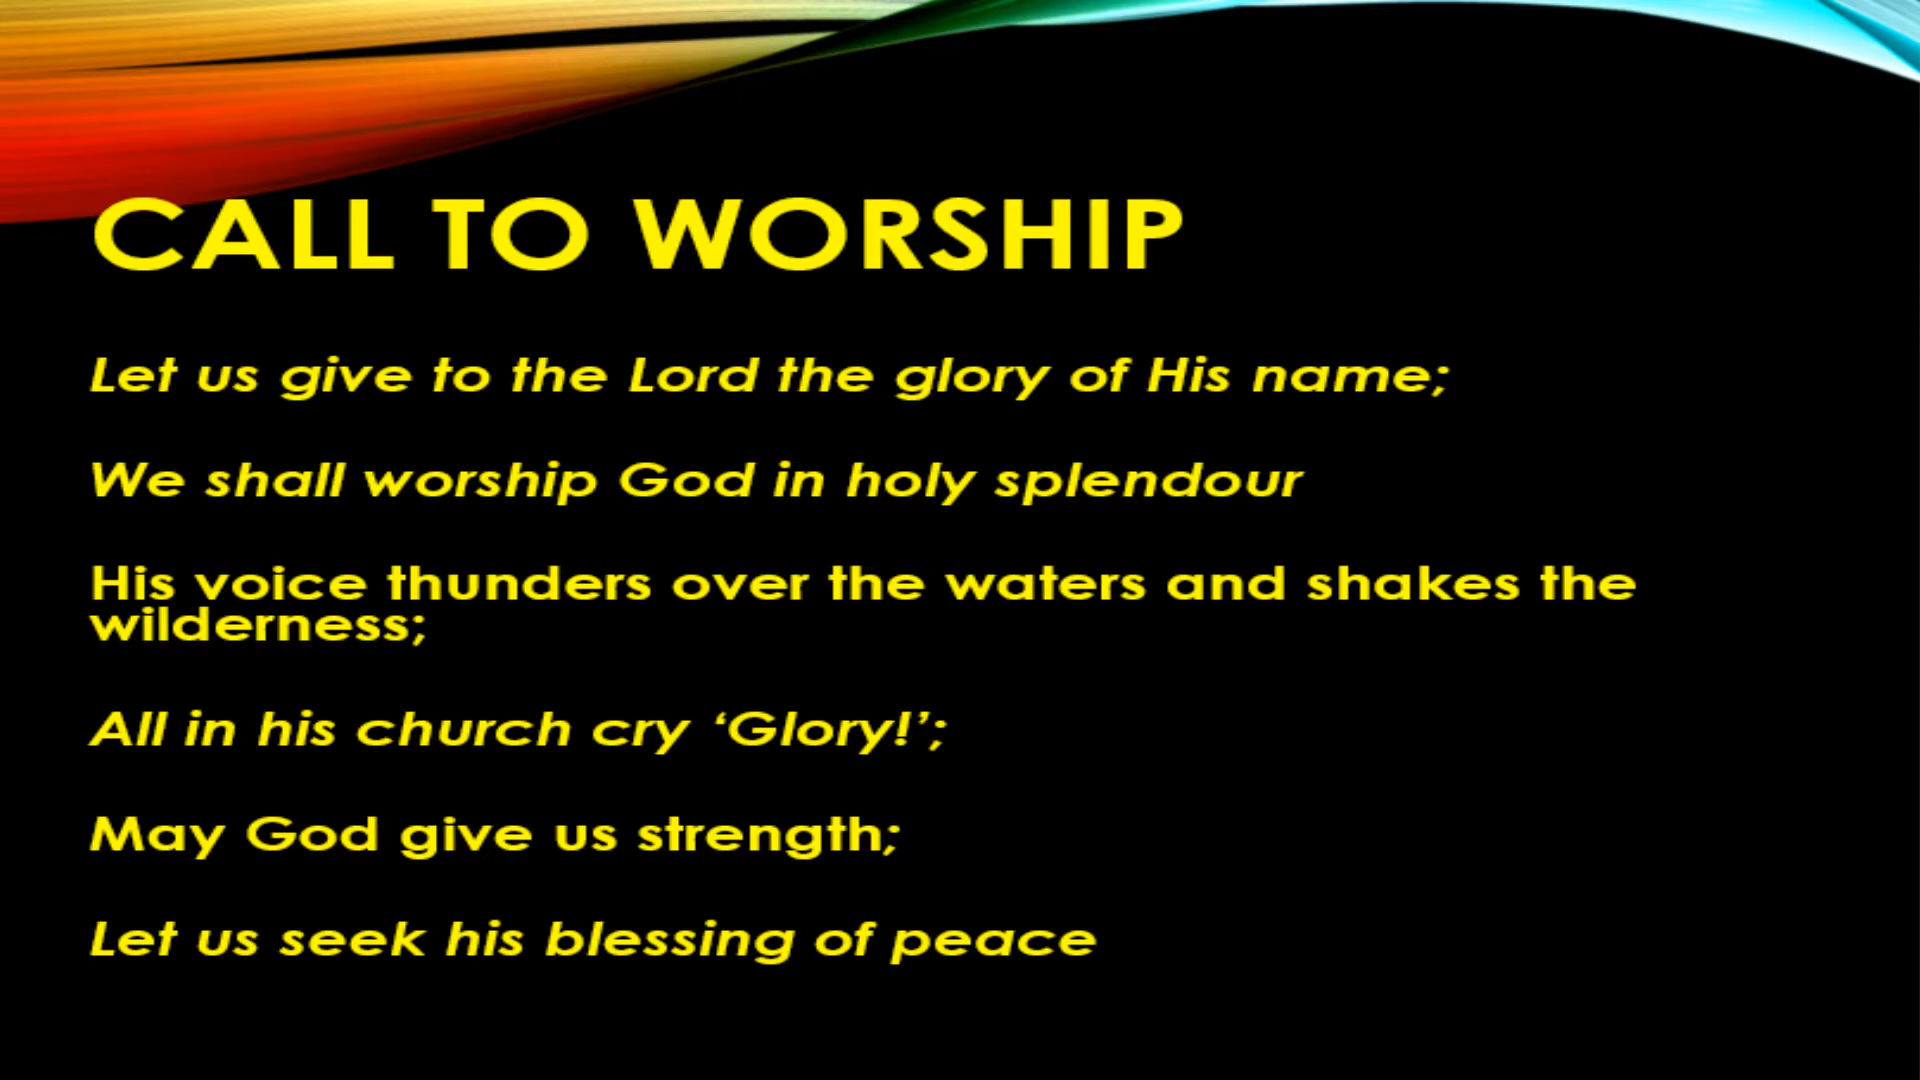 CALL TO WORSHIP
Let us give to the Lord the glory of His name;
We shall worship God in holy splendour
His voice thunders over the waters and shakes the
wilderness;
All in his church cry ‘Glory!’;
May God give us strength;
Let us seek his blessing of peace